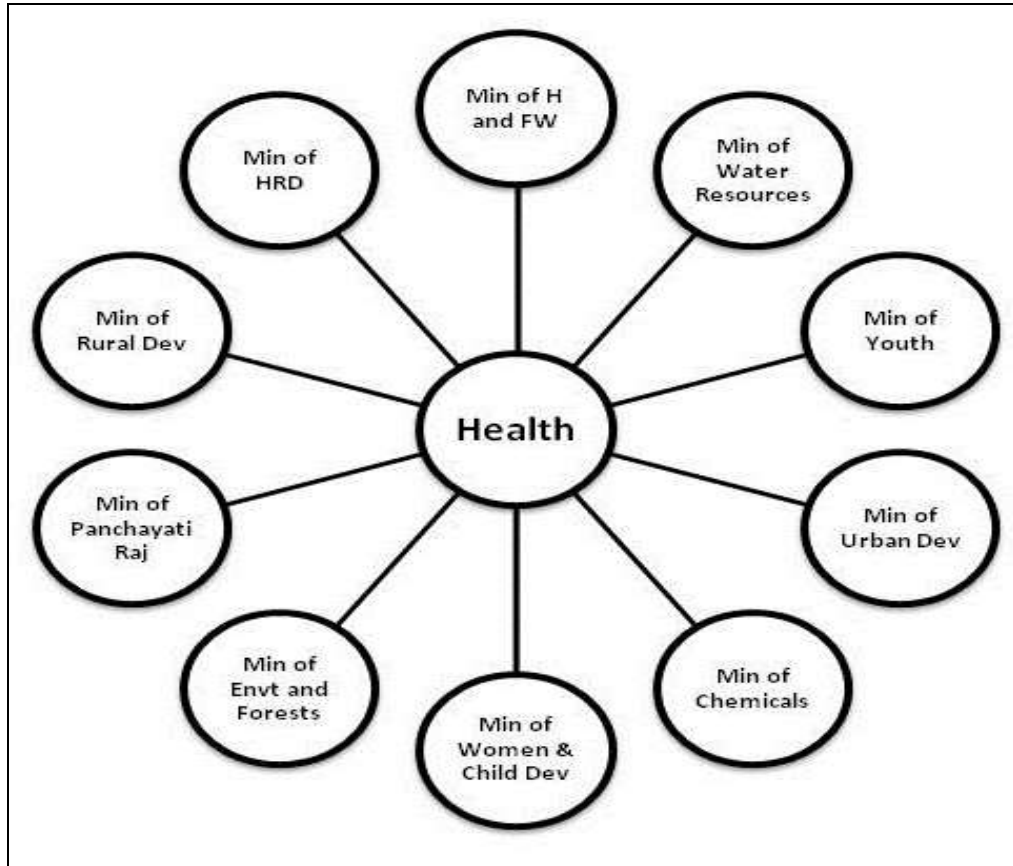 Min of H
and FW
Min of
Water
Resources
Min of
Youth
Min of
Urban Dev
Min of
Chemicals
Min of
Women &
Child Dev
Min of
Envt and
Forests
Min of
Panchayati
Raj
Min of
Rural Dev
Min of
HRD
Health